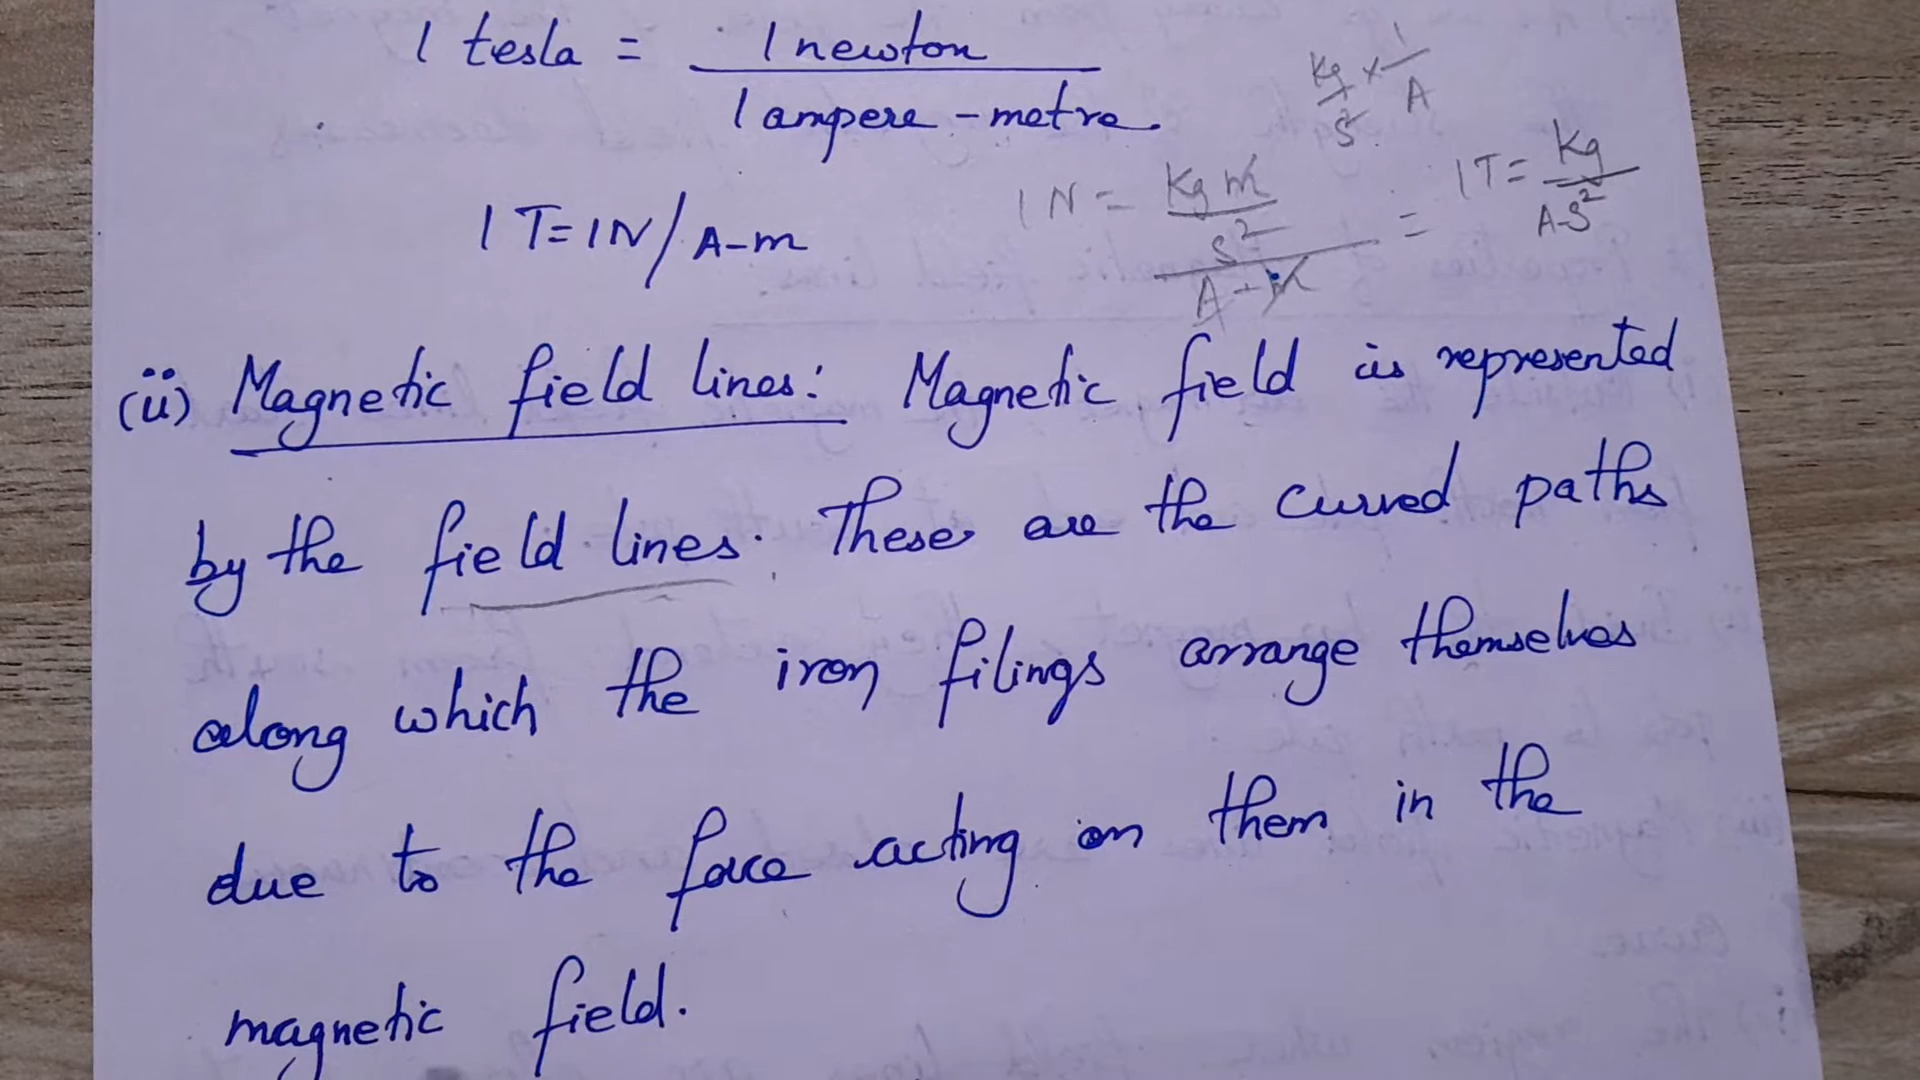 1 tesla = 1 newton / 1 ampere - metre.
kg/s² × 1/A
1 T = 1 N / A-m
1 N = kg m / s² / A - m = 1 T = kg / A-s²
(ii) Magnetic field lines: Magnetic field is represented
by the field lines. These are the curved paths
along which the iron filings arrange themselves
due to the force acting on them in the
magnetic field.